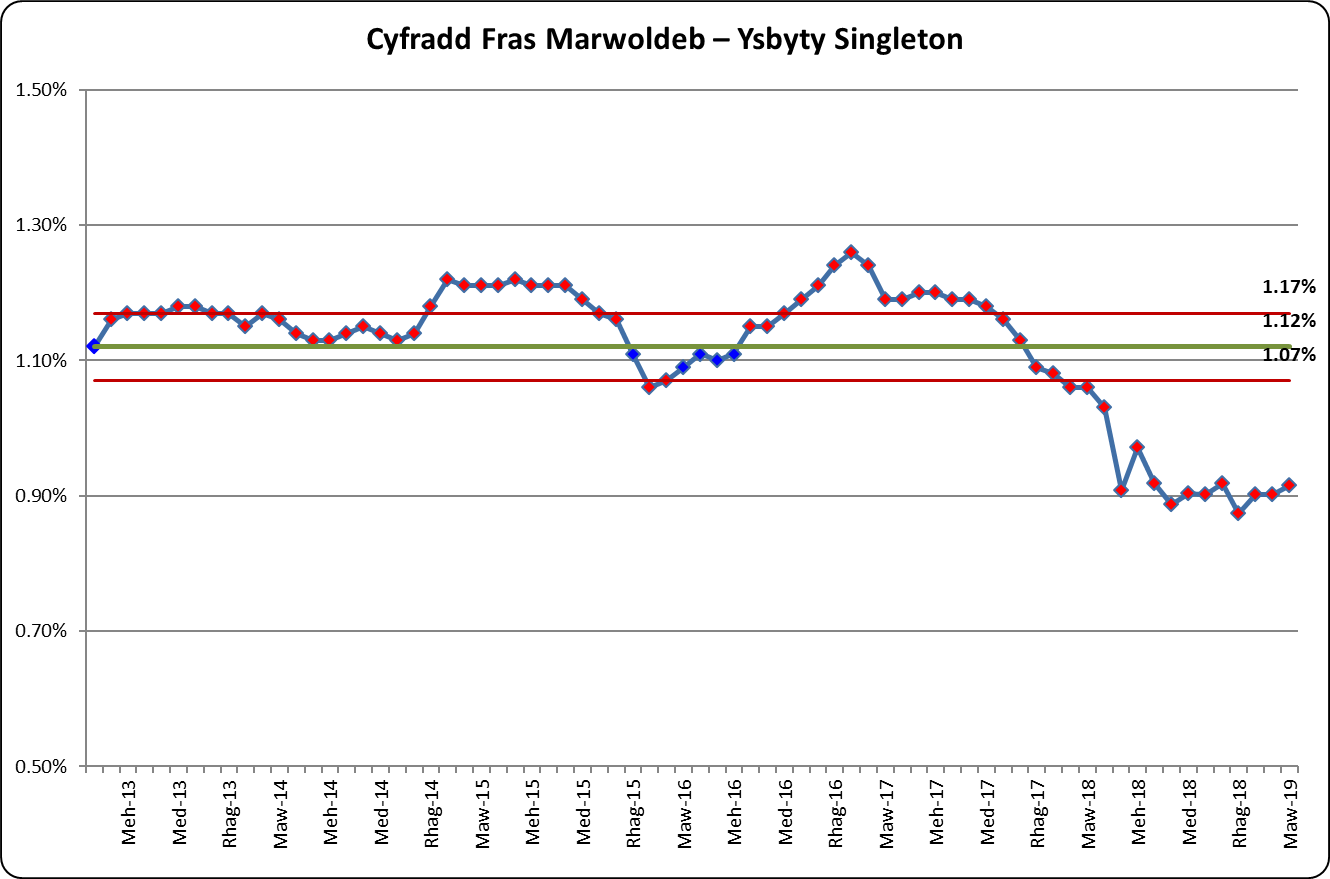 Cyfradd Fras Marwoldeb – Ysbyty Singleton
1.50%
1.30%
1.10%
0.90%
0.70%
0.50%
1.17%
1.12%
1.07%
Meh-13
Med-13
Rhag-13
Maw-14
Meh-14
Med-14
Rhag-14
Maw-15
Meh-15
Med-15
Rhag-15
Maw-16
Meh-16
Med-16
Rhag-16
Maw-17
Meh-17
Med-17
Rhag-17
Maw-18
Meh-18
Med-18
Rhag-18
Maw-19